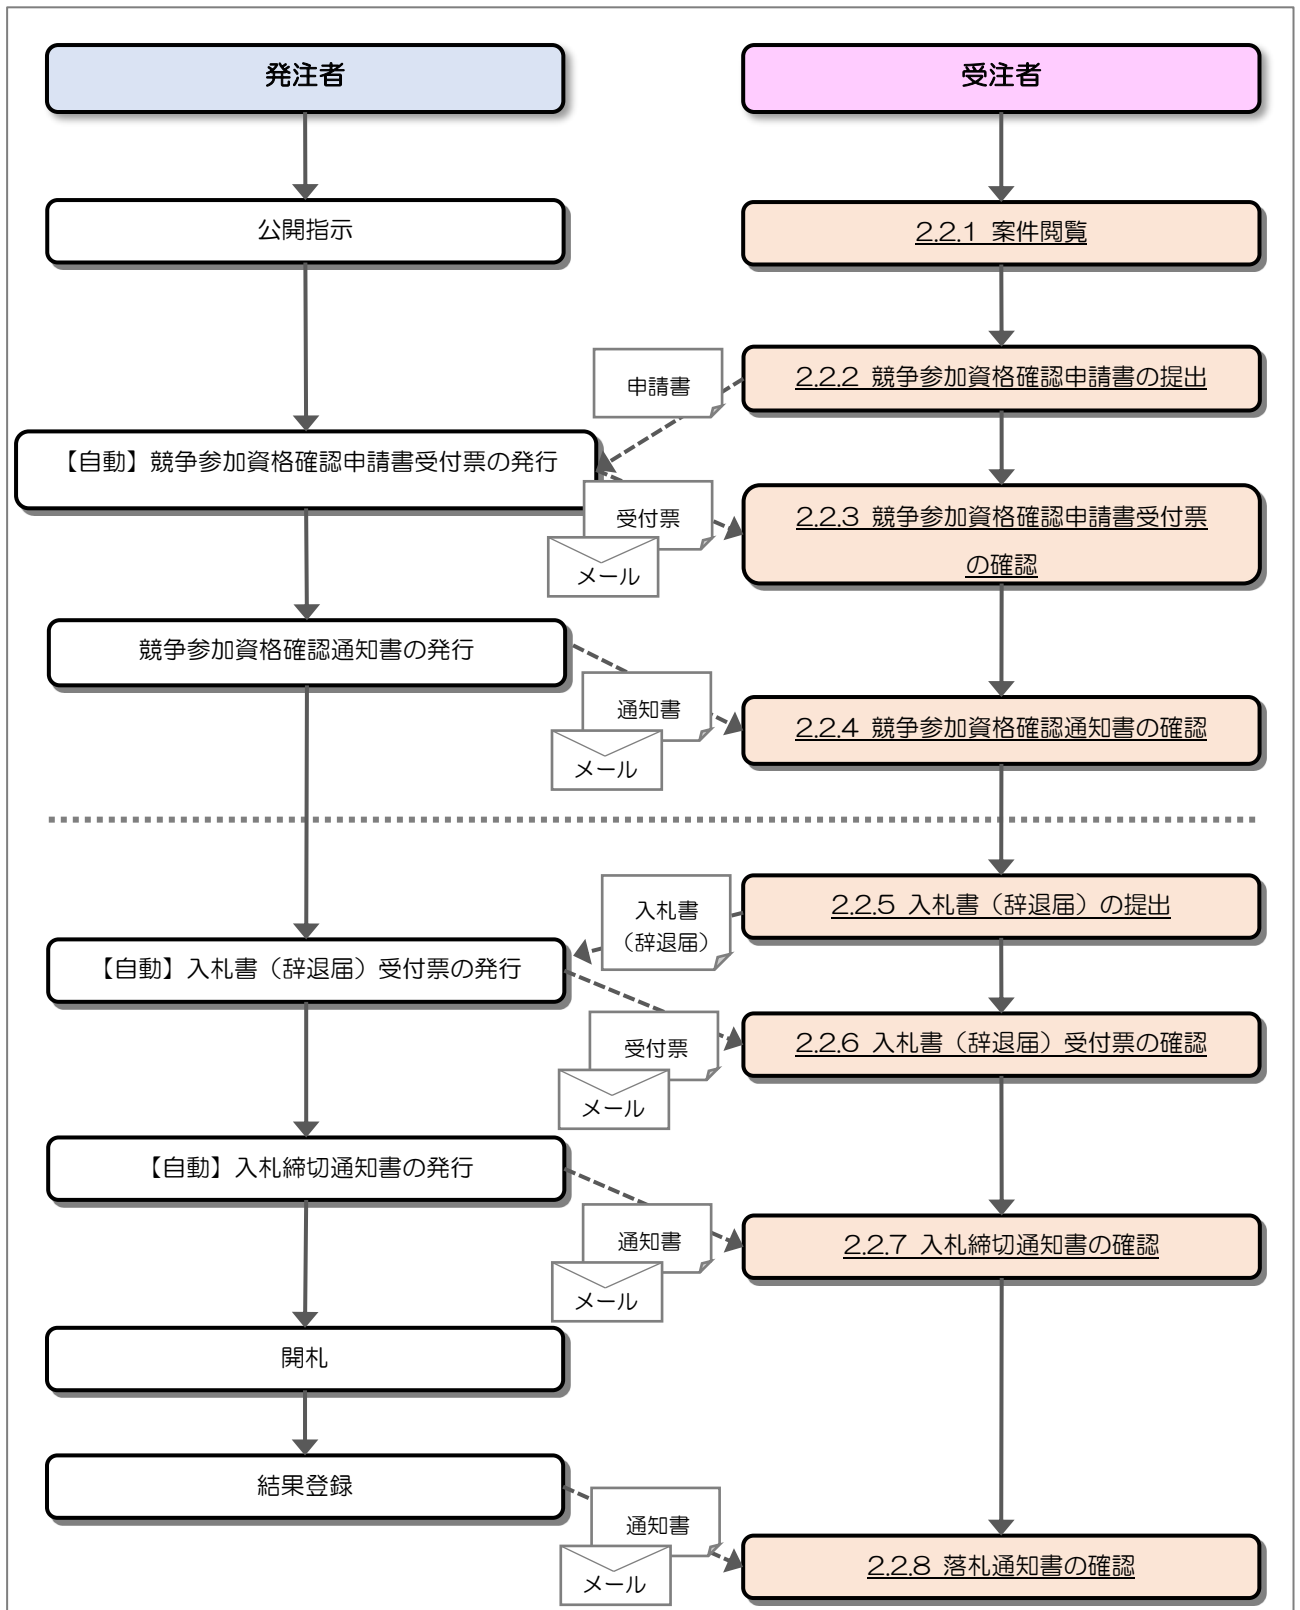 発注者
受注者
公開指示
2.2.1 案件閲覧
申請書
2.2.2 競争参加資格確認申請書の提出
【自動】競争参加資格確認申請書受付票の発行
受付票
メール
2.2.3 競争参加資格確認申請書受付票
の確認
競争参加資格確認通知書の発行
通知書
メール
2.2.4 競争参加資格確認通知書の確認
入札書
（辞退届）
2.2.5 入札書（辞退届）の提出
【自動】入札書（辞退届）受付票の発行
受付票
メール
2.2.6 入札書（辞退届）受付票の確認
【自動】入札締切通知書の発行
通知書
メール
2.2.7 入札締切通知書の確認
開札
結果登録
通知書
メール
2.2.8 落札通知書の確認